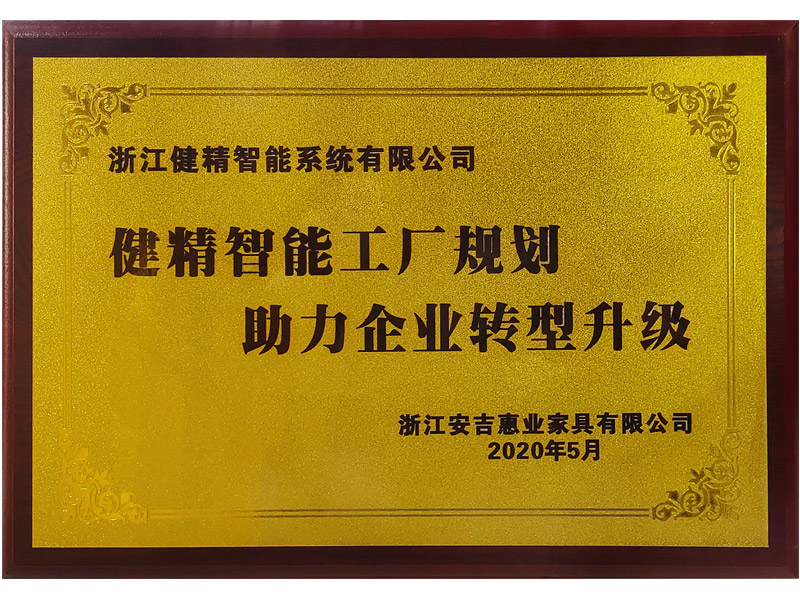 浙江健精智能系统有限公司
健精智能工厂规划
助力企业转型升级
浙江安吉惠业家具有限公司
2020年5月